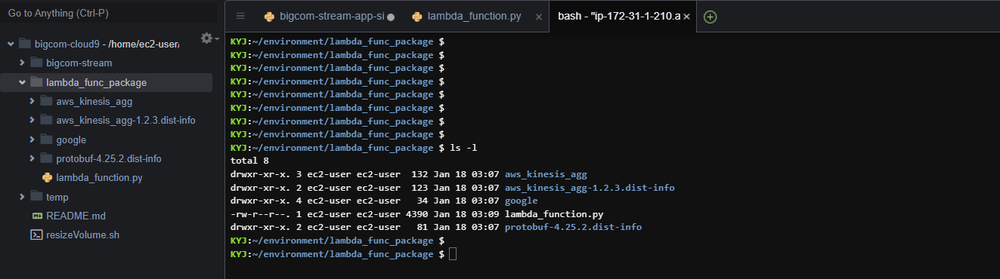 Go to Anything (Ctrl-P)
bigcom-cloud9 - /home/ec2-user/
bigcom-stream
lambda_func_package
aws_kinesis_agg
aws_kinesis_agg-1.2.3.dist-info
google
protobuf-4.25.2.dist-info
lambda_function.py
temp
README.md
resizeVolume.sh
bigcom-stream-app-si
lambda_function.py
bash - "ip-172-31-1-210.a
KYJ:~/environment/lambda_func_package $
KYJ:~/environment/lambda_func_package $
KYJ:~/environment/lambda_func_package $
KYJ:~/environment/lambda_func_package $
KYJ:~/environment/lambda_func_package $
KYJ:~/environment/lambda_func_package $
KYJ:~/environment/lambda_func_package $
KYJ:~/environment/lambda_func_package $
KYJ:~/environment/lambda_func_package $ ls -l
total 8
drwxr-xr-x. 3 ec2-user ec2-user  132 Jan 18 03:07 aws_kinesis_agg
drwxr-xr-x. 2 ec2-user ec2-user  123 Jan 18 03:07 aws_kinesis_agg-1.2.3.dist-info
drwxr-xr-x. 4 ec2-user ec2-user   34 Jan 18 03:07 google
-rw-r--r--. 1 ec2-user ec2-user 4390 Jan 18 03:09 lambda_function.py
drwxr-xr-x. 2 ec2-user ec2-user   81 Jan 18 03:07 protobuf-4.25.2.dist-info
KYJ:~/environment/lambda_func_package $
KYJ:~/environment/lambda_func_package $